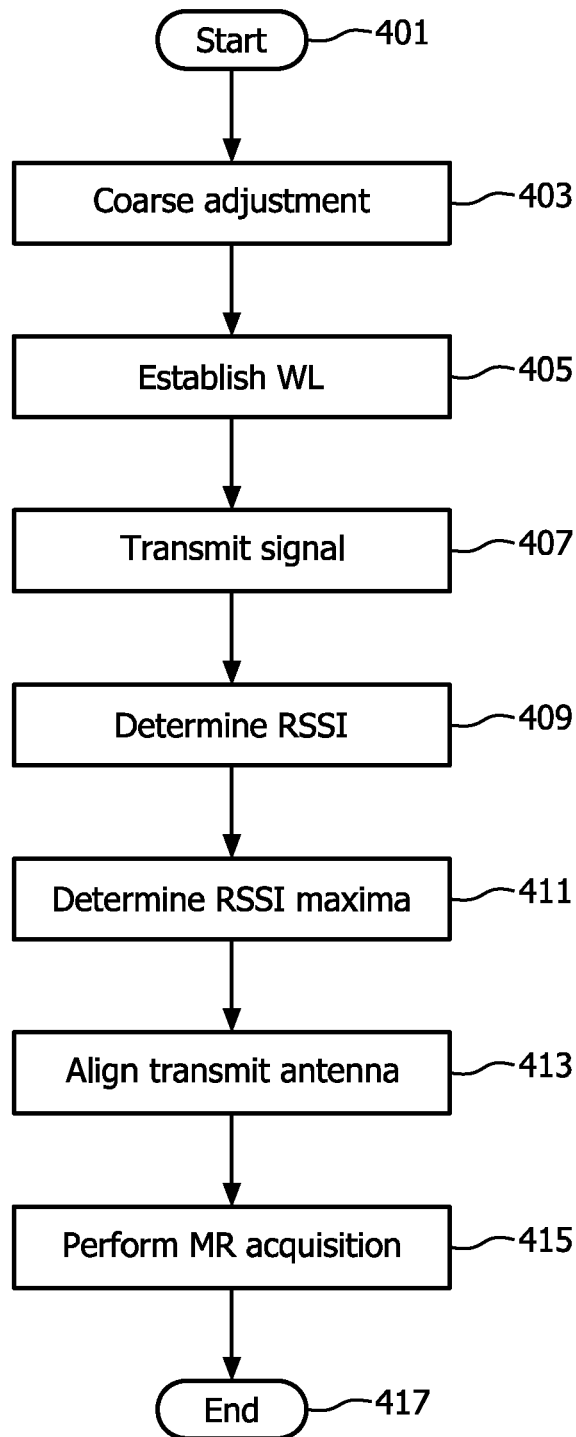 Start 401
Coarse adjustment 403
Establish WL 405
Transmit signal 407
Determine RSSI 409
Determine RSSI maxima 411
Align transmit antenna 413
Perform MR acquisition 415
End 417